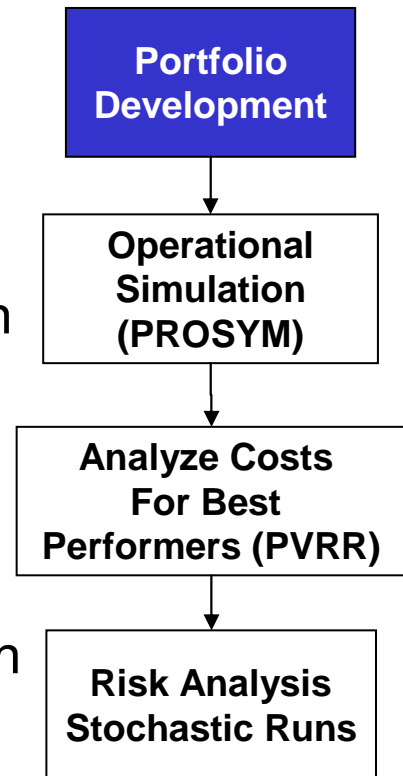 Portfolio
Development
Operational
Simulation
(PROSYM)
Analyze Costs
For Best
Performers (PVRR)
Risk Analysis
Stochastic Runs